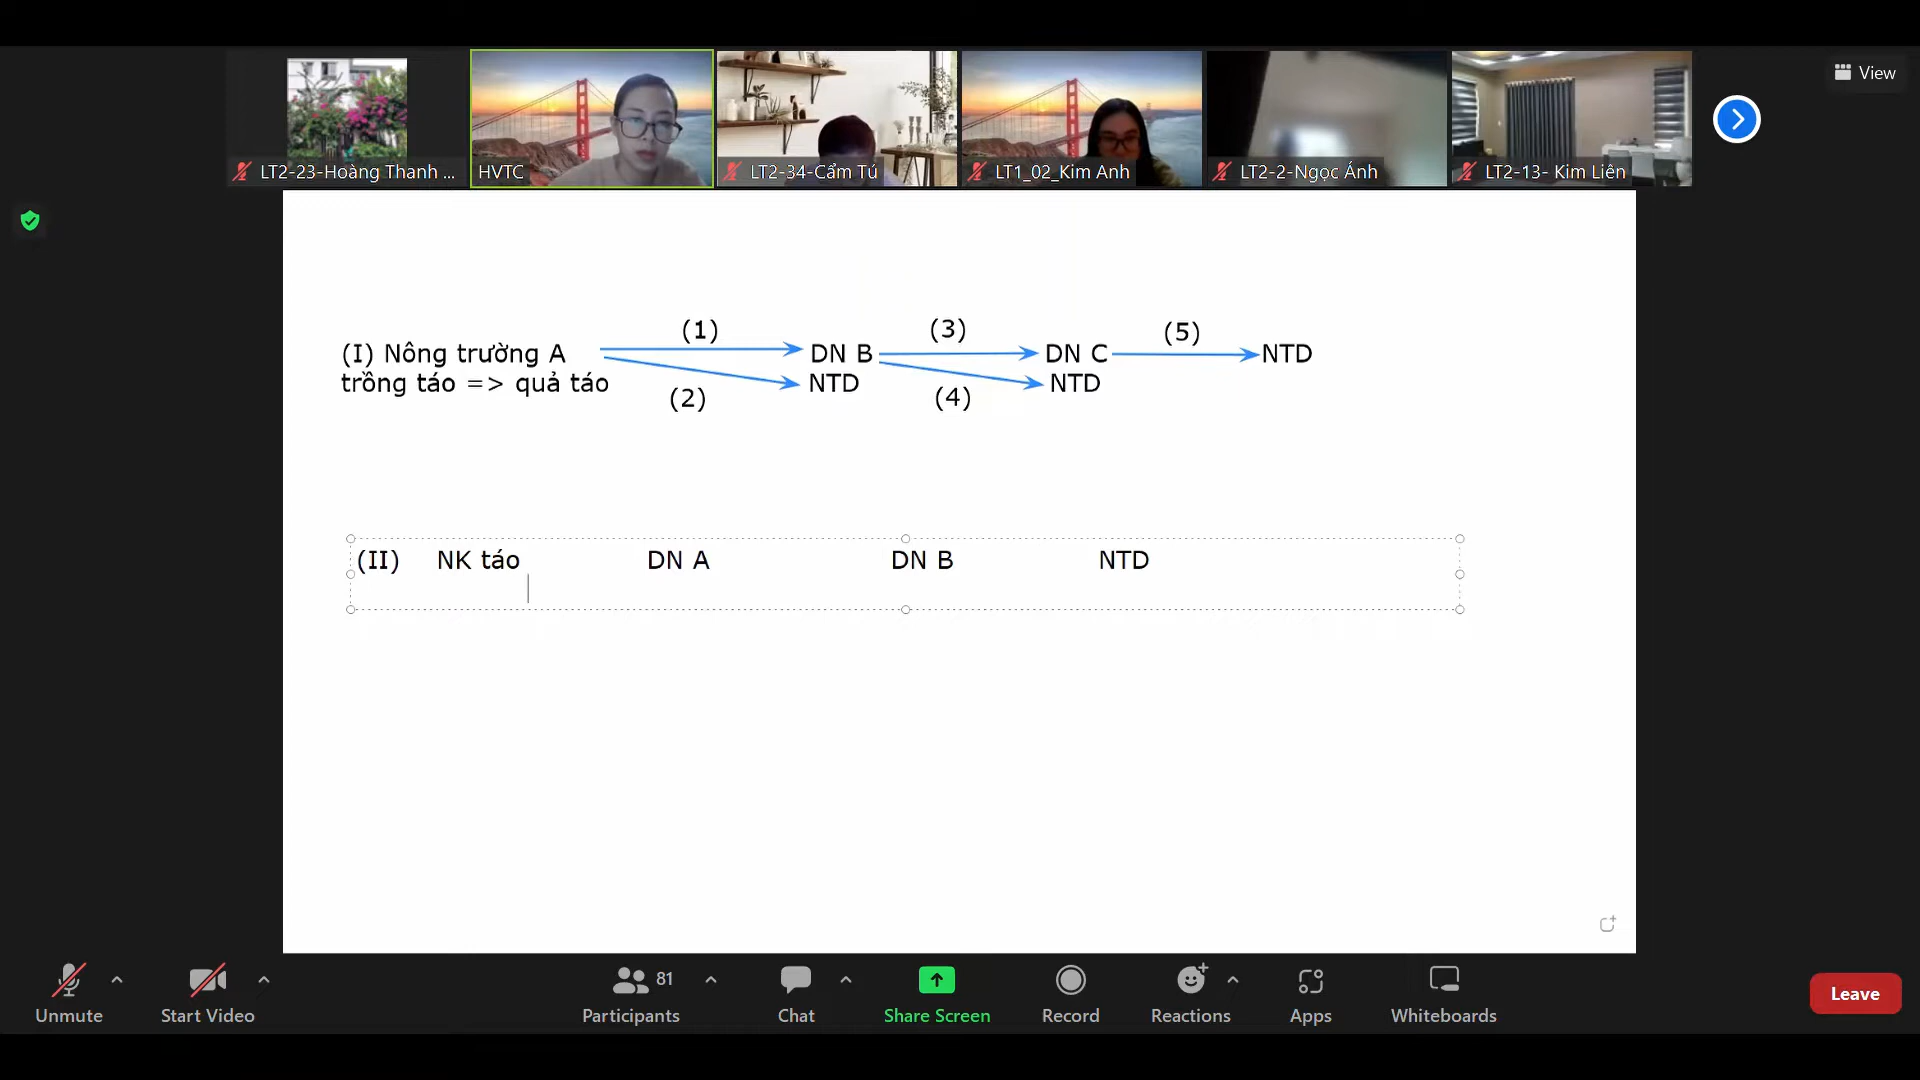 View
LT2-23-Hoàng Thanh ...
HVTC
LT2-34-Cẩm Tú
LT1_02_Kim Anh
LT2-2-Ngọc Ánh
LT2-13- Kim Liên
(1)
(3)
(5)
(I) Nông trường A
DN B
DN C
NTD
trồng táo => quả táo
NTD
NTD
(2)
(4)
(II) NK táo DN A DN B NTD
Unmute
Start Video
81
Participants
Chat
Share Screen
Record
Reactions
Apps
Whiteboards
Leave